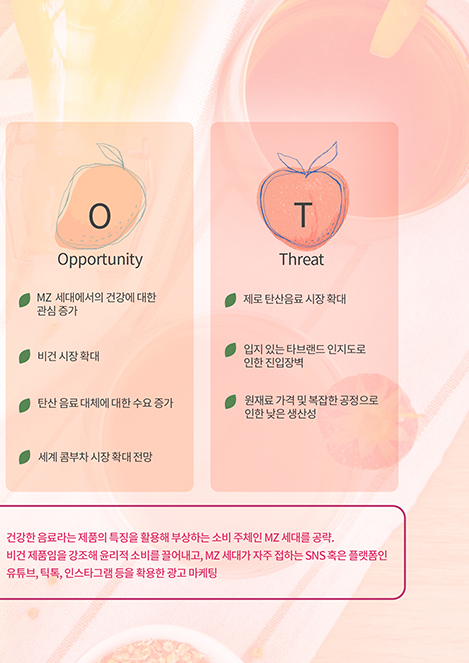 O
Opportunity
MZ 세대에서의 건강에 대한
관심 증가
비건 시장 확대
탄산 음료 대체에 대한 수요 증가
세계 콤부차 시장 확대 전망
T
Threat
제로 탄산음료 시장 확대
입지 있는 타브랜드 인지도로
인한 진입장벽
원재료 가격 및 복잡한 공정으로
인한 낮은 생산성
건강한 음료라는 제품의 특징을 활용해 부상하는 소비 주체인 MZ 세대를 공략.
비건 제품임을 강조해 윤리적 소비를 끌어내고, MZ 세대가 자주 접하는 SNS 혹은 플랫폼인
유튜브, 틱톡, 인스타그램 등을 확용한 광고 마케팅